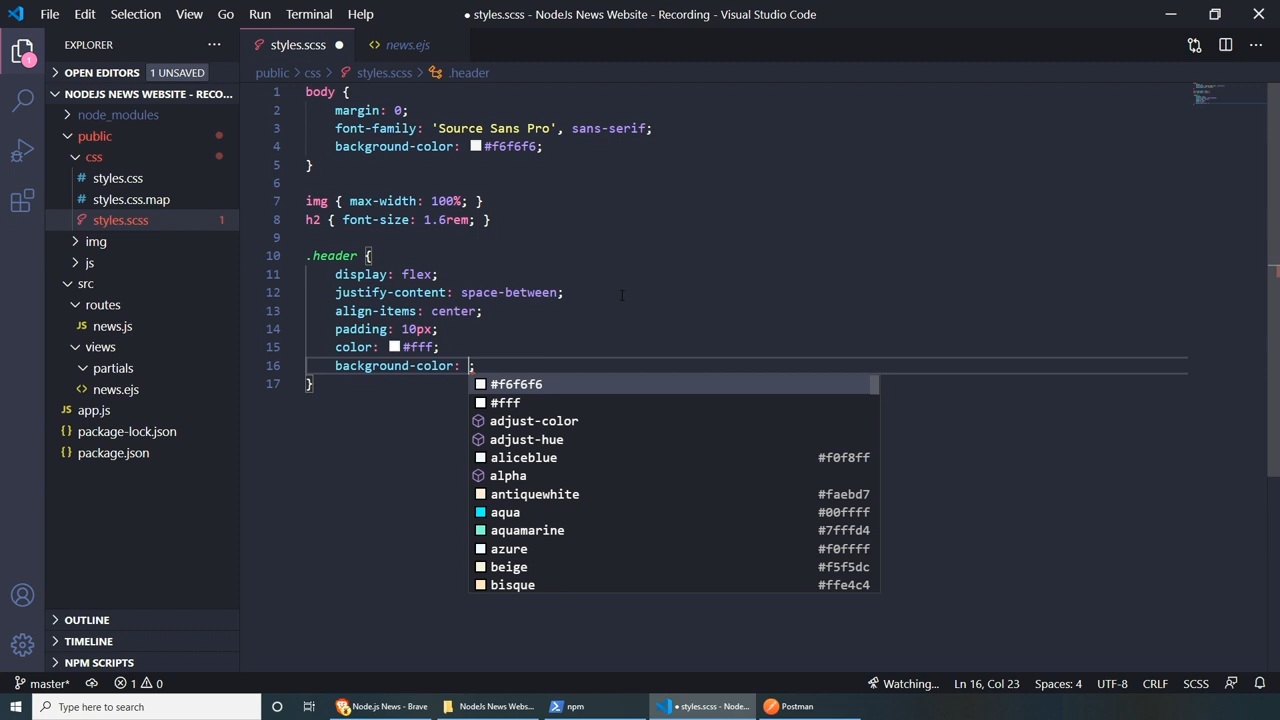 File Edit Selection View Go Run Terminal Help
● styles.scss - NodeJs News Website - Recording - Visual Studio Code
EXPLORER
styles.scss ●
news.ejs
OPEN EDITORS 1 UNSAVED
public > css > styles.scss > .header
NODEJS NEWS WEBSITE - RECO...
node_modules
public
css
styles.css
styles.css.map
styles.scss 1
img
js
src
routes
JS news.js
views
partials
<> news.ejs
JS app.js
{} package-lock.json
{} package.json
OUTLINE
TIMELINE
NPM SCRIPTS
1 body {
2 margin: 0;
3 font-family: 'Source Sans Pro', sans-serif;
4 background-color: #f6f6f6;
5 }
6
7 img { max-width: 100%; }
8 h2 { font-size: 1.6rem; }
9
10 .header {
11 display: flex;
12 justify-content: space-between;
13 align-items: center;
14 padding: 10px;
15 color: #fff;
16 background-color: ;
17 }
#f6f6f6
#fff
adjust-color
adjust-hue
aliceblue #f0f8ff
alpha
antiquewhite #faebd7
aqua #00ffff
aquamarine #7fffd4
azure #f0ffff
beige #f5f5dc
bisque #ffe4c4
1
master* 1 0
Watching... Ln 16, Col 23 Spaces: 4 UTF-8 CRLF SCSS
Type here to search
Node.js News - Brave
NodeJs News Webs...
npm
● styles.scss - Node...
Postman